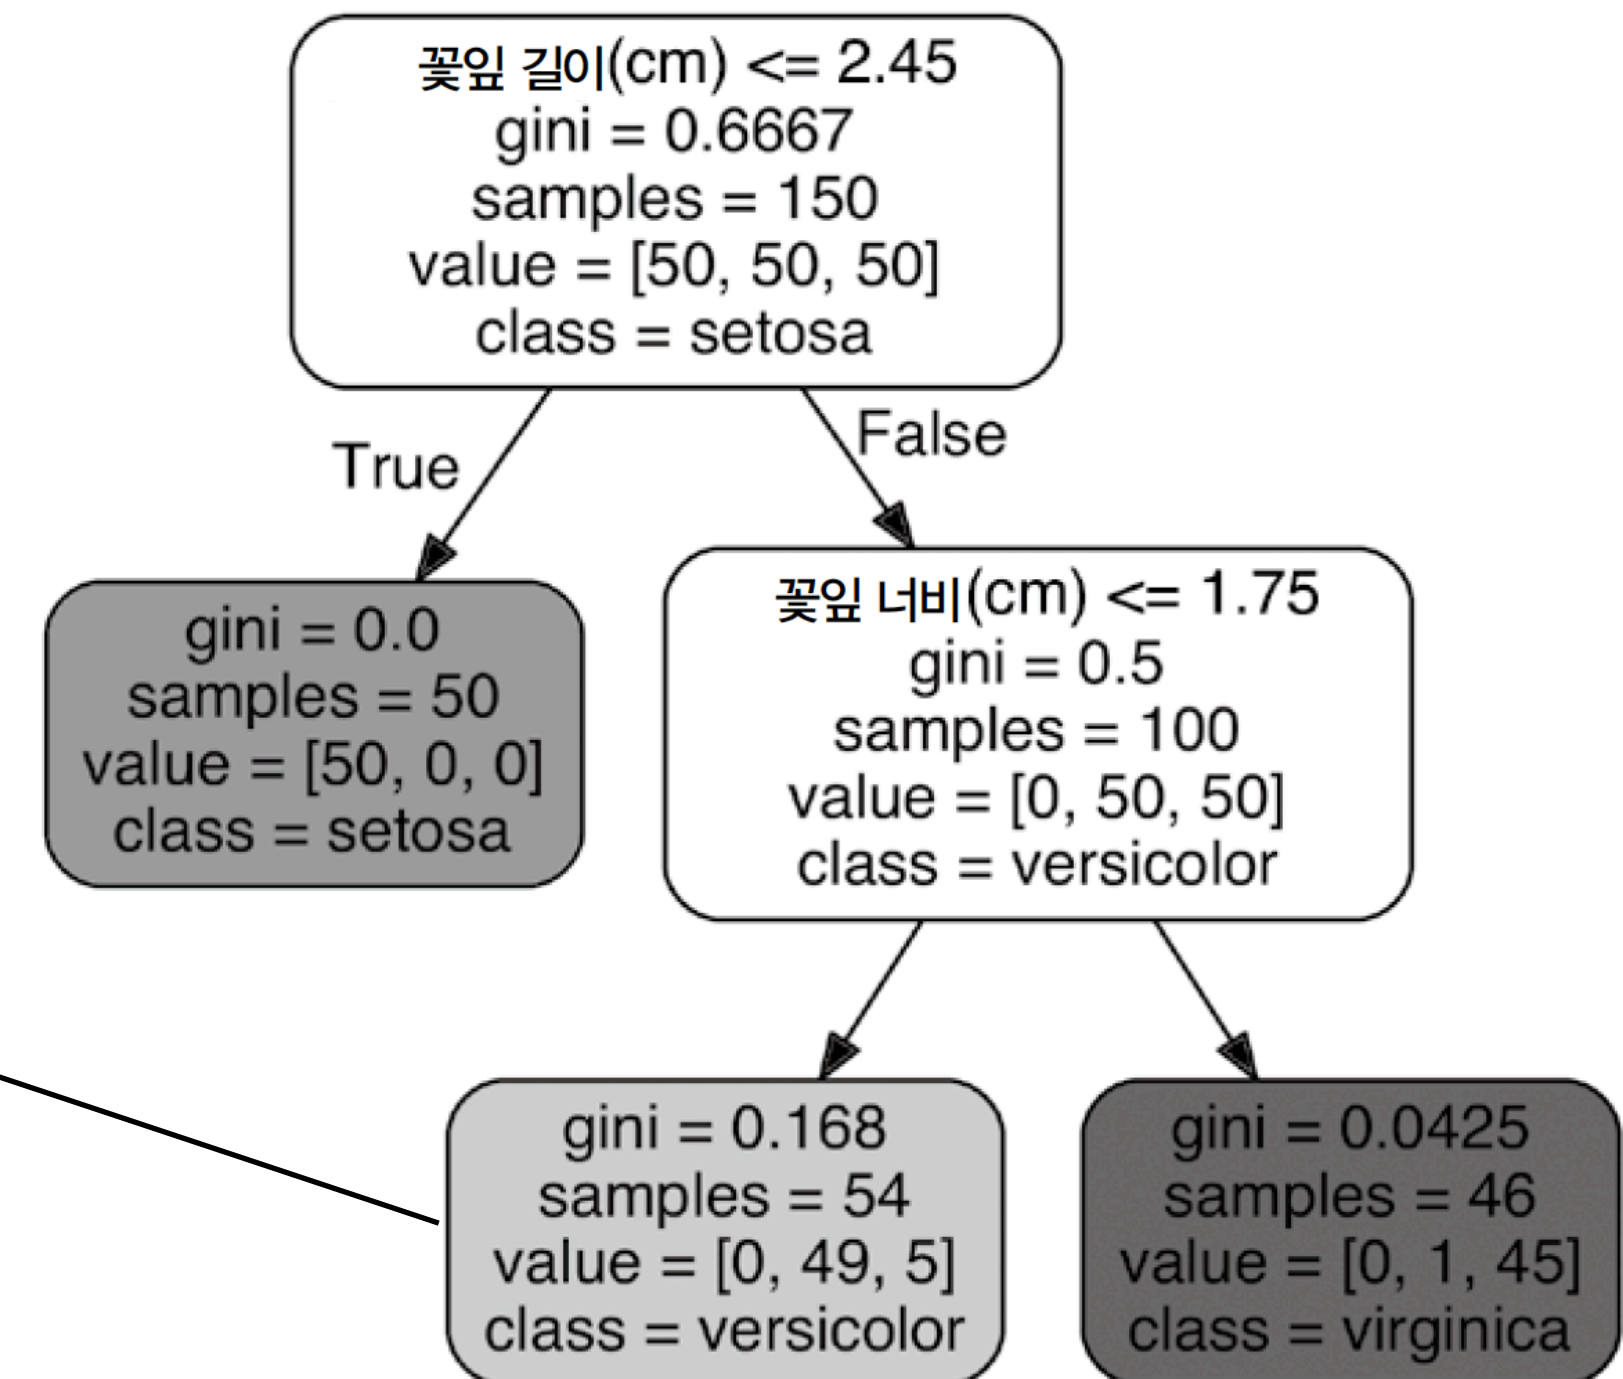 꽃잎 길이(cm) <= 2.45
gini = 0.6667
samples = 150
value = [50, 50, 50]
class = setosa
True
False
gini = 0.0
samples = 50
value = [50, 0, 0]
class = setosa
꽃잎 너비(cm) <= 1.75
gini = 0.5
samples = 100
value = [0, 50, 50]
class = versicolor
gini = 0.168
samples = 54
value = [0, 49, 5]
class = versicolor
gini = 0.0425
samples = 46
value = [0, 1, 45]
class = virginica